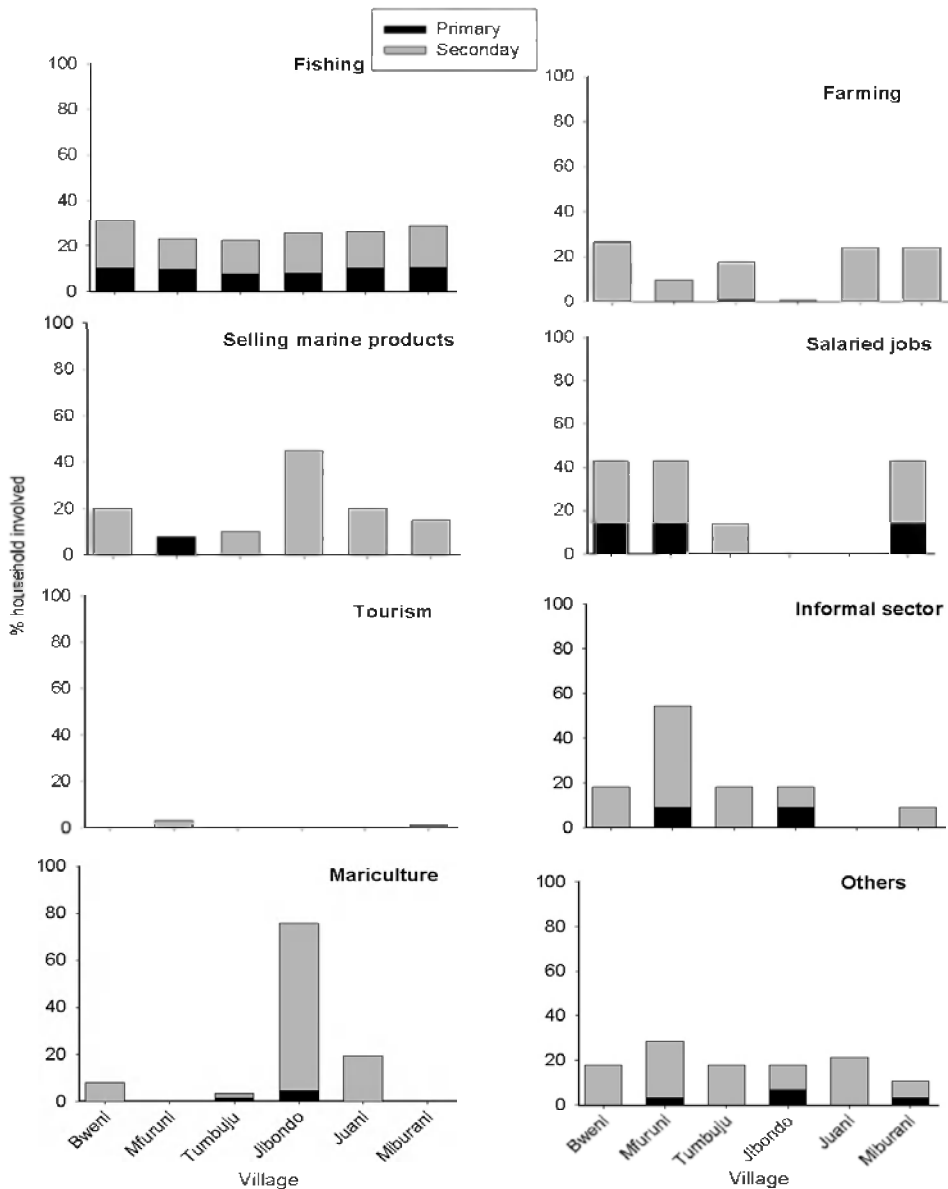 Primary
Seconday
Fishing
100
80
60
40
20
0
Farming
100
80
60
40
20
0
Selling marine products
100
80
60
40
20
0
Salaried jobs
100
80
60
40
20
0
% household involved
Tourism
100
80
60
40
20
0
Informal sector
100
80
60
40
20
0
Mariculture
100
80
60
40
20
0
Bweni
Mfuruni
Tumbuju
Jibondo
Juani
Miburani
Village
Others
100
80
60
40
20
0
Bweni
Mfuruni
Tumbuju
Jibondo
Juani
Miburani
Village